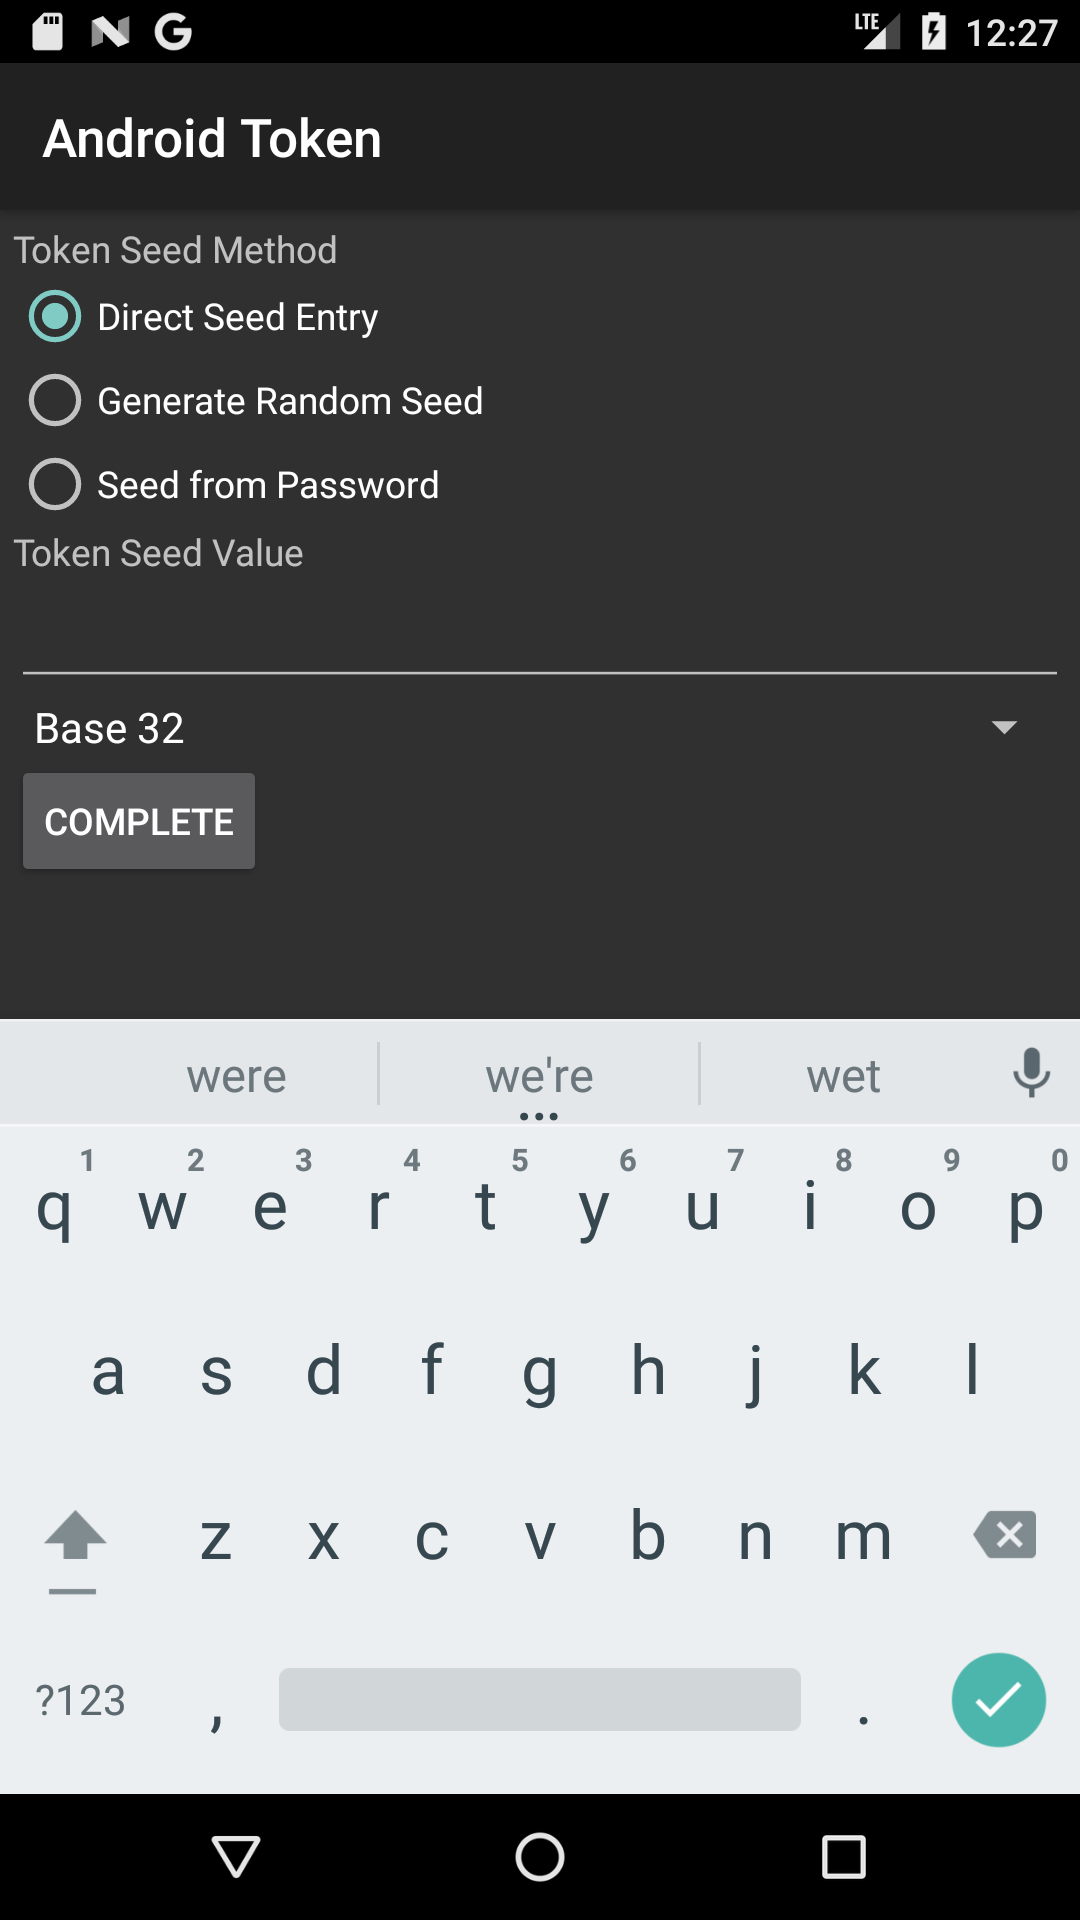 LTE 12:27
Android Token
Token Seed Method
Direct Seed Entry
Generate Random Seed
Seed from Password
Token Seed Value
Base 32
COMPLETE
were we're wet
1 2 3 4 5 6 7 8 9 0
q w e r t y u i o p
a s d f g h j k l
z x c v b n m
?123 , .